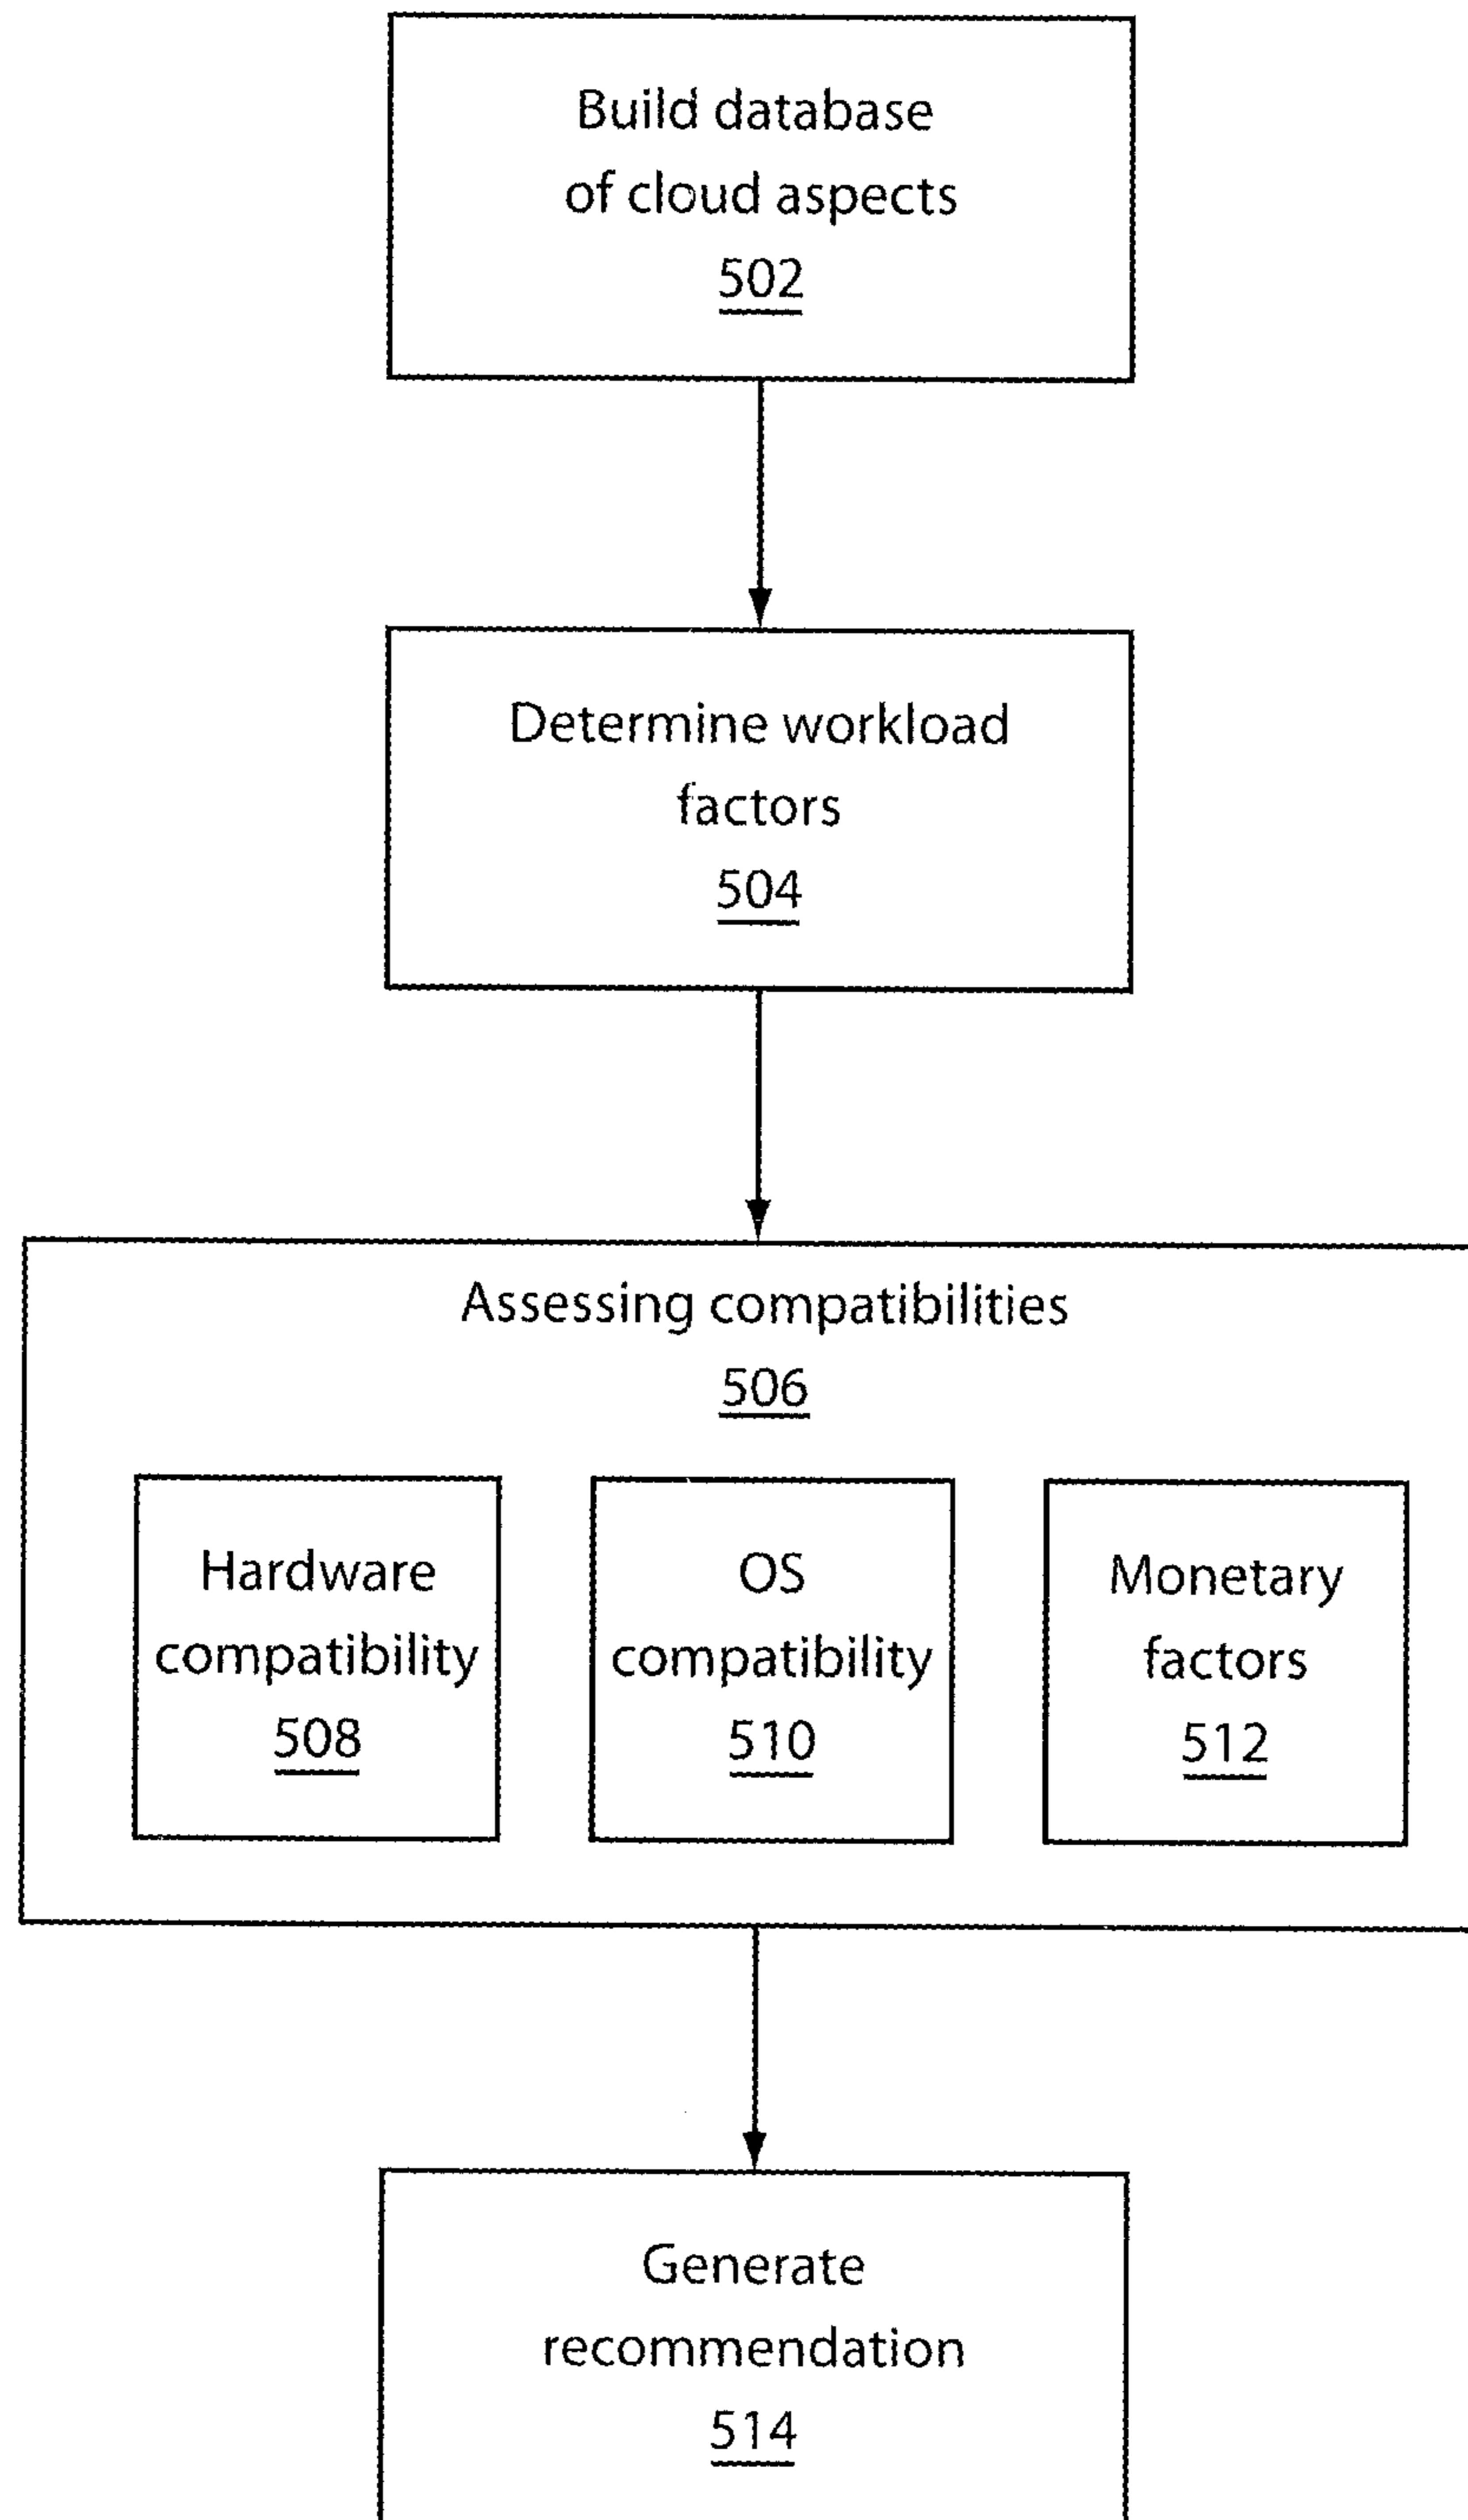 Build database
of cloud aspects
502
Determine workload
factors
504
Assessing compatibilities
506
Hardware
compatibility
508
OS
compatibility
510
Monetary
factors
512
Generate
recommendation
514